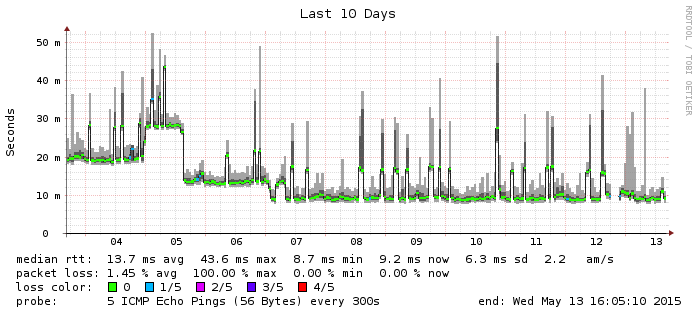 Last 10 Days
RRDTOOL / TOBI OETIKER
Seconds
50 m
40 m
30 m
20 m
10 m
0
04 05 06 07 08 09 10 11 12 13
median rtt: 13.7 ms avg 43.6 ms max 8.7 ms min 9.2 ms now 6.3 ms sd 2.2 am/s
packet loss: 1.45 % avg 100.00 % max 0.00 % min 0.00 % now
loss color: 0 1/5 2/5 3/5 4/5
probe: 5 ICMP Echo Pings (56 Bytes) every 300s end: Wed May 13 16:05:10 2015